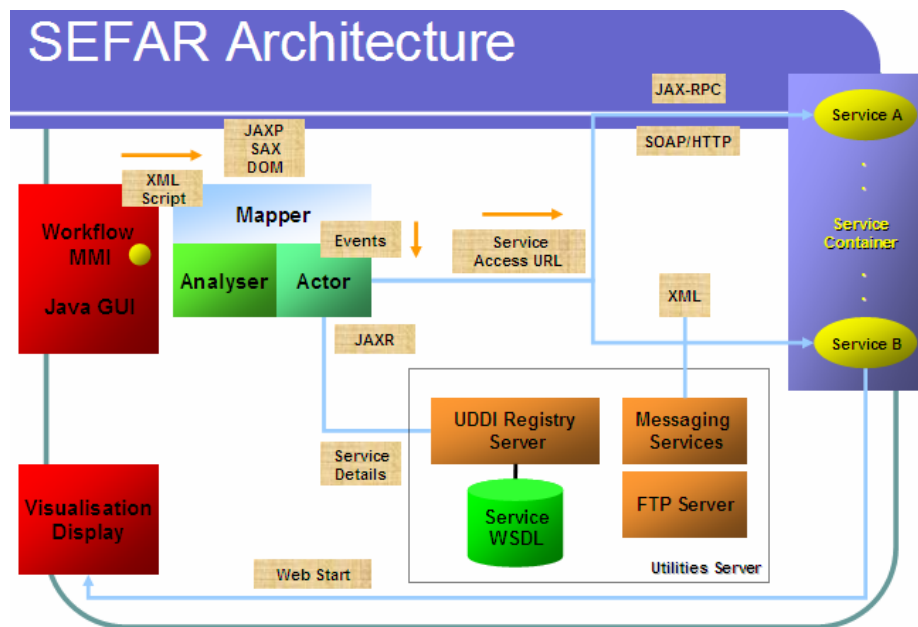 SEFAR Architecture
JAX-RPC
SOAP/HTTP
Service A
JAXP
SAX
DOM
XML
Script
Workflow
MMI
Java GUI
Mapper
Analyser
Actor
Events
Service
Access URL
Service
Container
XML
Service B
JAXR
UDDI Registry
Server
Messaging
Services
Service
Details
Service
WSDL
FTP Server
Visualisation
Display
Web Start
Utilities Server